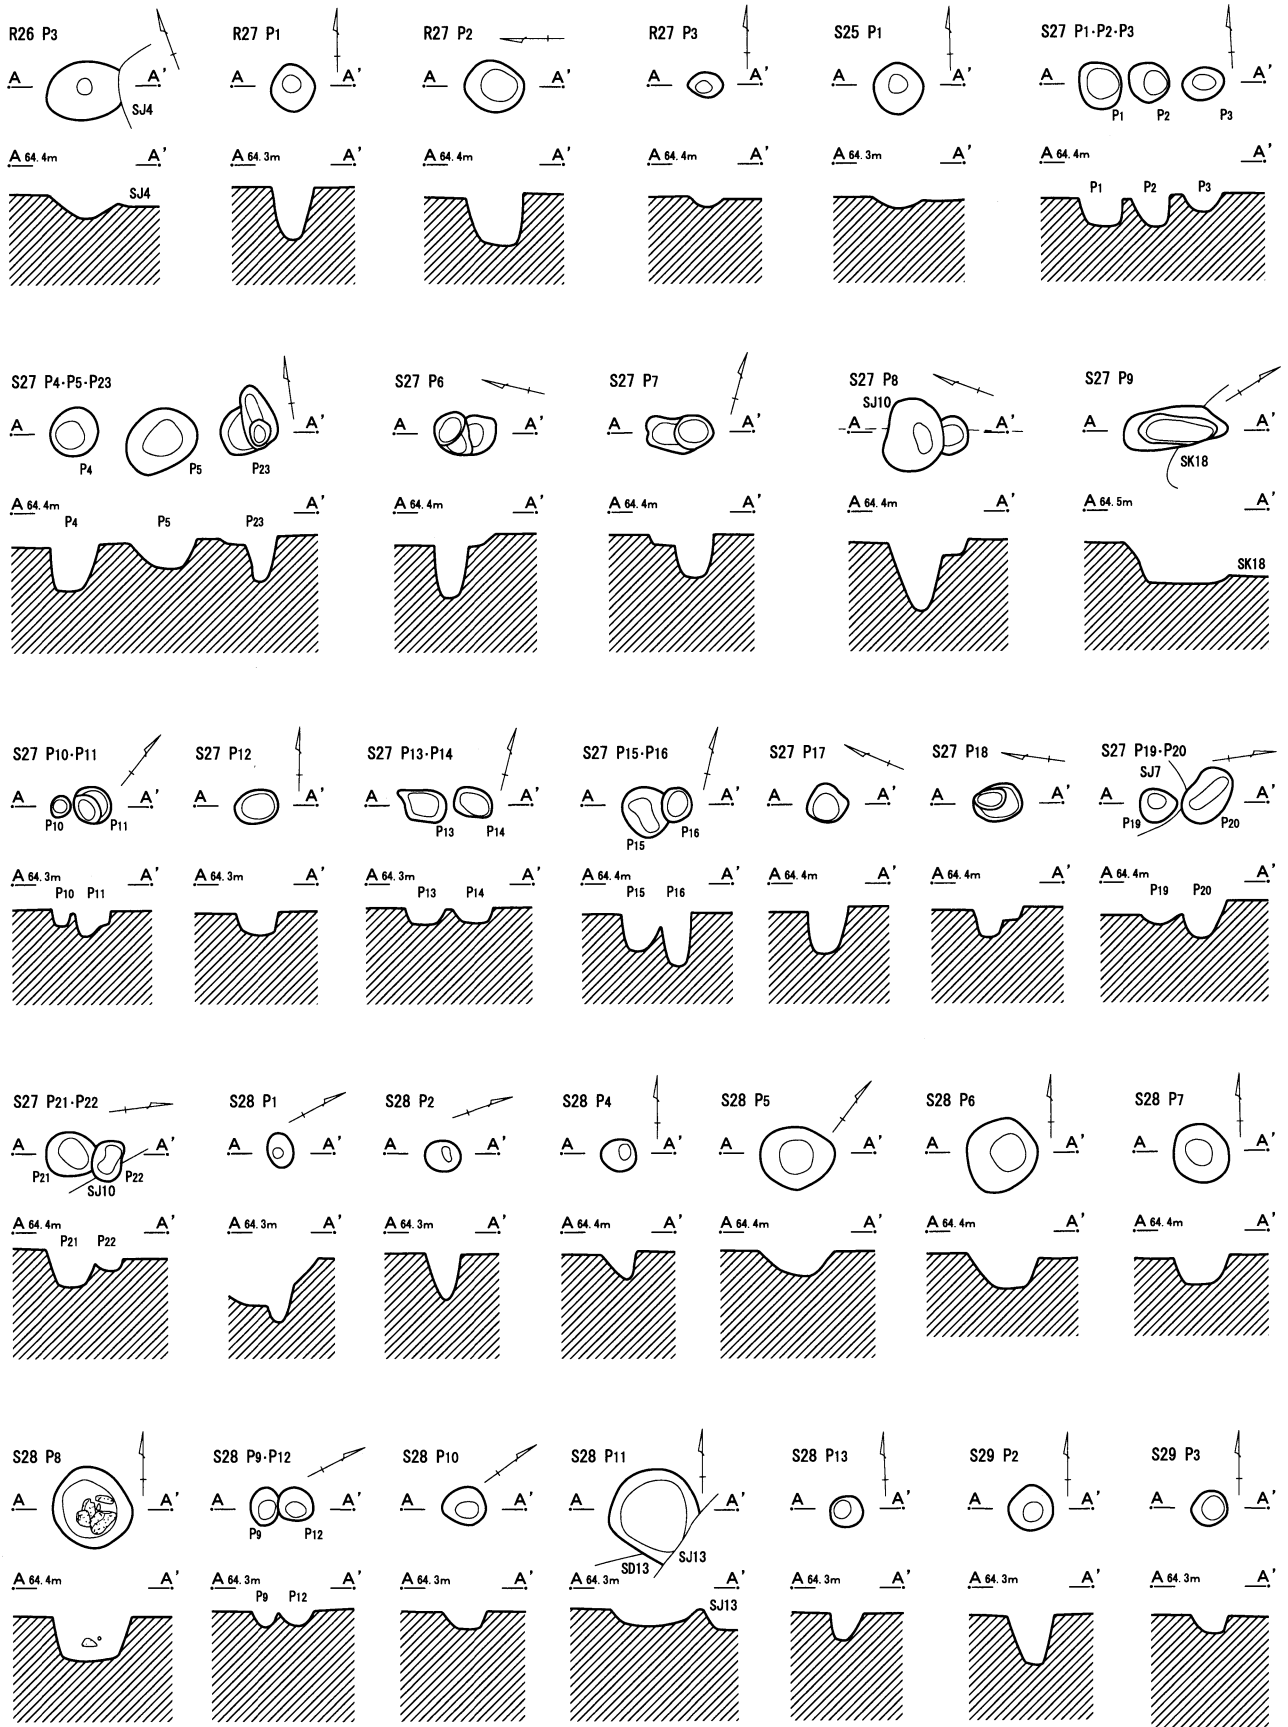 R26 P3
A A'
SJ4
A 64.4m A'
SJ4
R27 P1
A A'
A 64.3m A'
R27 P2
A A'
A 64.4m A'
R27 P3
A A'
A 64.4m A'
S25 P1
A A'
A 64.3m A'
S27 P1・P2・P3
A A'
P1 P2 P3
A 64.4m A'
P1 P2 P3
S27 P4・P5・P23
A A'
P4 P5 P23
A 64.4m A'
P4 P5 P23
S27 P6
A A'
A 64.4m A'
S27 P7
A A'
A 64.4m A'
S27 P8
SJ10
A A'
A 64.4m A'
S27 P9
A A'
SK18
A 64.5m A'
SK18
S27 P10・P11
A A'
P10 P11
A 64.3m A'
P10 P11
S27 P12
A A'
A 64.3m A'
S27 P13・P14
A A'
P13 P14
A 64.3m A'
P13 P14
S27 P15・P16
A A'
P15 P16
A 64.4m A'
P15 P16
S27 P17
A A'
A 64.4m A'
S27 P18
A A'
A 64.4m A'
S27 P19・P20
SJ7
A A'
P19 P20
A 64.4m A'
P19 P20
S27 P21・P22
A A'
P21 P22
SJ10
A 64.4m A'
P21 P22
S28 P1
A A'
A 64.3m A'
S28 P2
A A'
A 64.3m A'
S28 P4
A A'
A 64.4m A'
S28 P5
A A'
A 64.4m A'
S28 P6
A A'
A 64.4m A'
S28 P7
A A'
A 64.4m A'
S28 P8
A A'
A 64.4m A'
S28 P9・P12
A A'
P9 P12
A 64.3m A'
P9 P12
S28 P10
A A'
A 64.3m A'
S28 P11
A A'
SD13 SJ13
A 64.3m A'
SJ13
S28 P13
A A'
A 64.3m A'
S29 P2
A A'
A 64.3m A'
S29 P3
A A'
A 64.3m A'